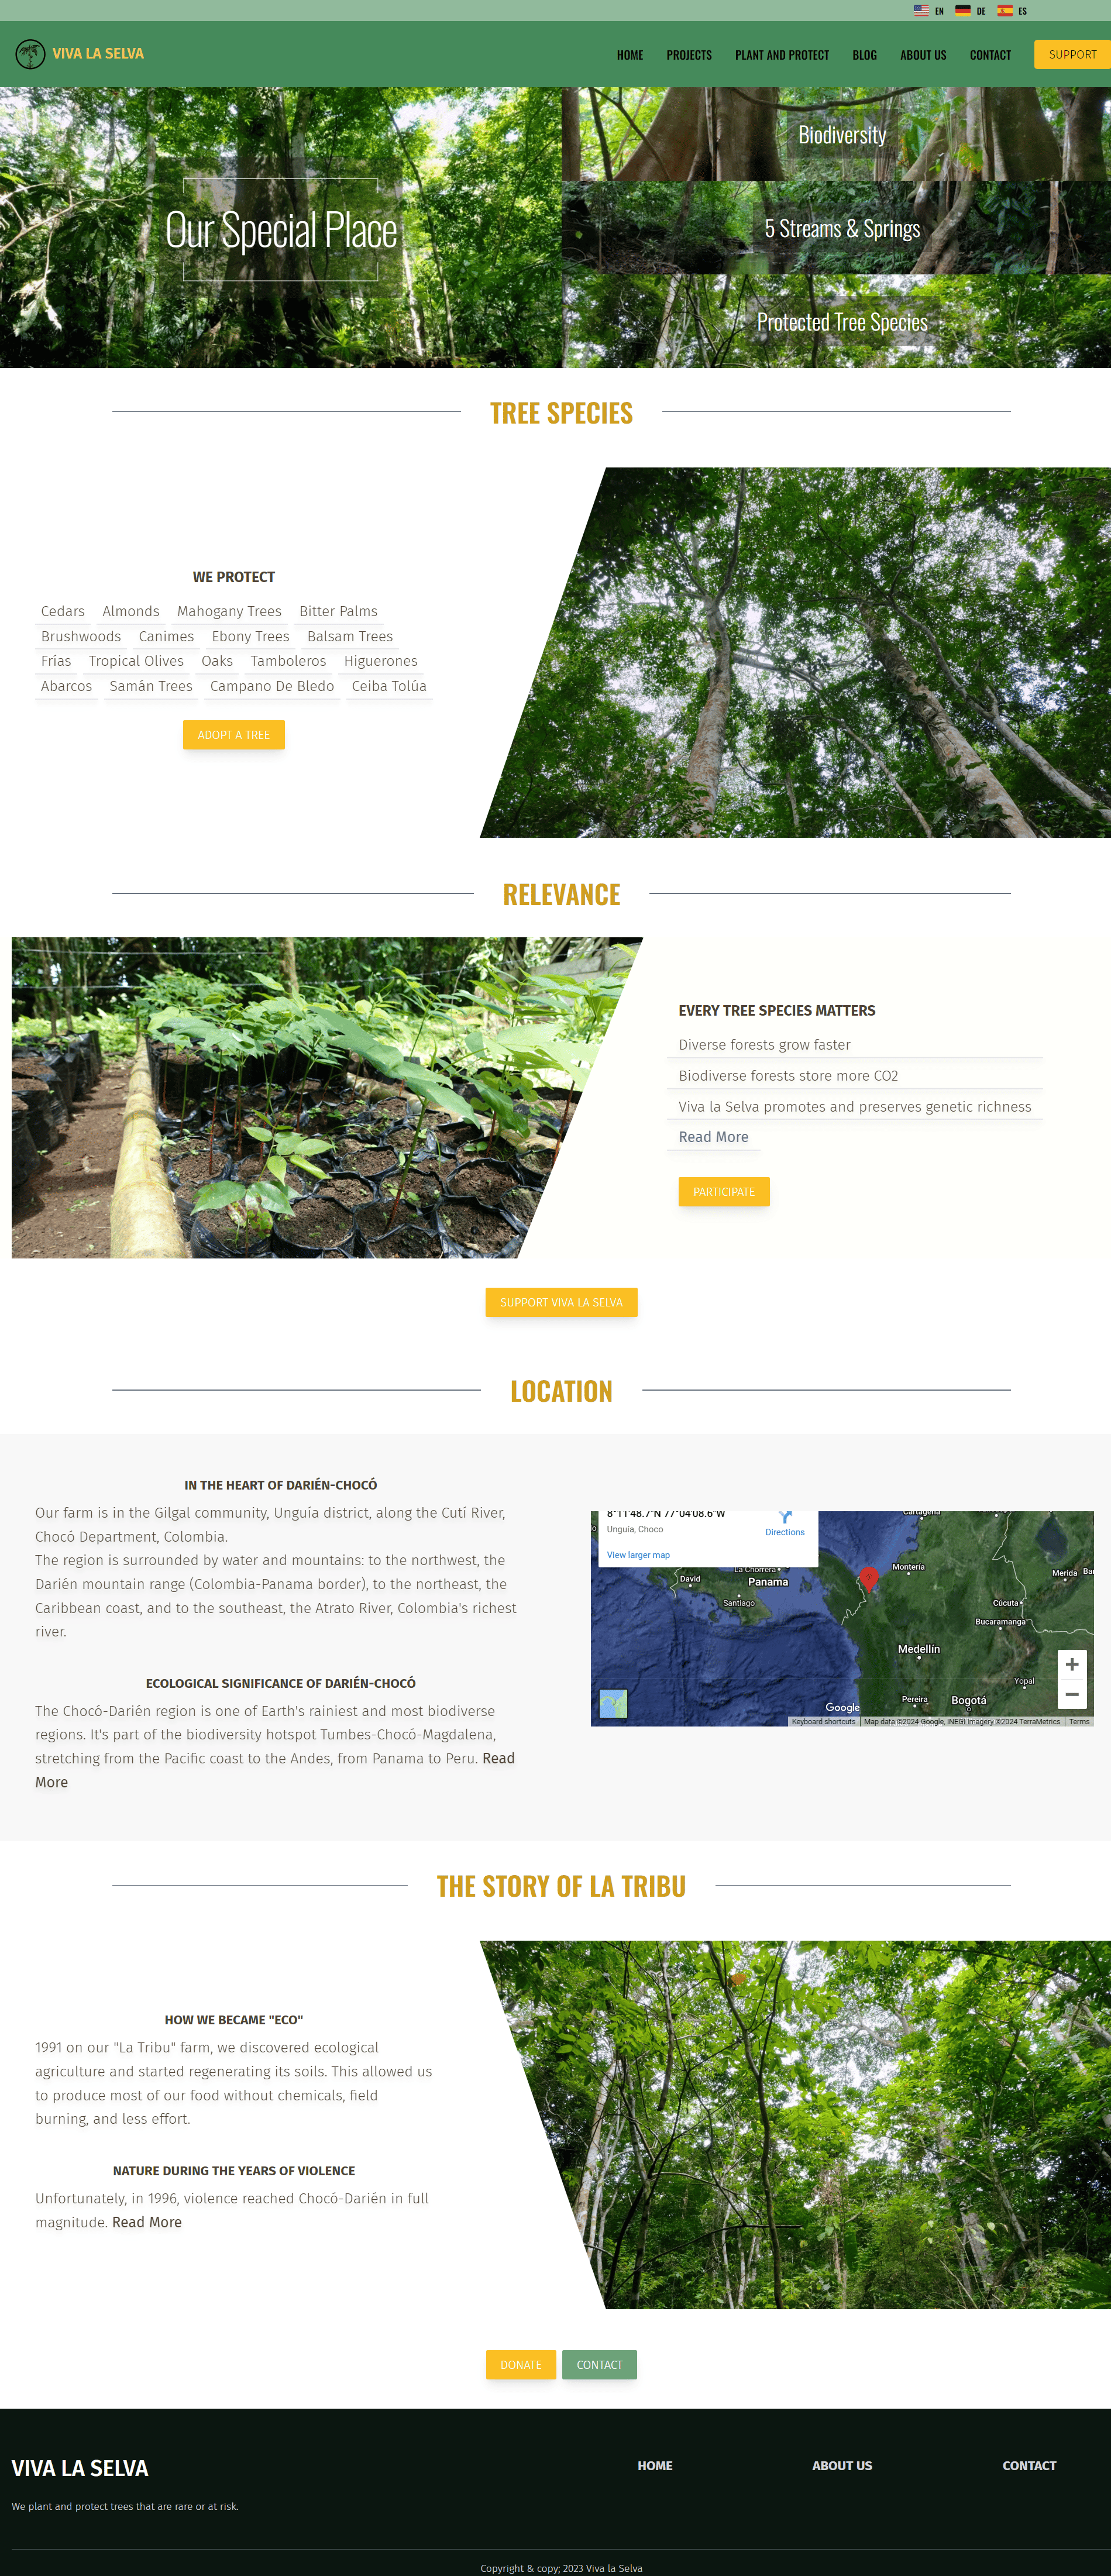 EN DE ES
VIVA LA SELVA
HOME PROJECTS PLANT AND PROTECT BLOG ABOUT US CONTACT SUPPORT
Our Special Place
Biodiversity
5 Streams & Springs
Protected Tree Species
TREE SPECIES
WE PROTECT
Cedars Almonds Mahogany Trees Bitter Palms
Brushwoods Canimes Ebony Trees Balsam Trees
Frías Tropical Olives Oaks Tamboleros Higuerones
Abarcos Samán Trees Campano De Bledo Ceiba Tolúa
ADOPT A TREE
RELEVANCE
EVERY TREE SPECIES MATTERS
Diverse forests grow faster
Biodiverse forests store more CO2
Viva la Selva promotes and preserves genetic richness
Read More
PARTICIPATE
SUPPORT VIVA LA SELVA
LOCATION
IN THE HEART OF DARIÉN-CHOCÓ
Our farm is in the Gilgal community, Unguía district, along the Cutí River,
Chocó Department, Colombia.
The region is surrounded by water and mountains: to the northwest, the
Darién mountain range (Colombia-Panama border), to the northeast, the
Caribbean coast, and to the southeast, the Atrato River, Colombia's richest
river.
ECOLOGICAL SIGNIFICANCE OF DARIÉN-CHOCÓ
The Chocó-Darién region is one of Earth's rainiest and most biodiverse
regions. It's part of the biodiversity hotspot Tumbes-Chocó-Magdalena,
stretching from the Pacific coast to the Andes, from Panama to Peru. Read
More
8°11'48.7"N 77°04'08.6"W
Unguía, Choco
Directions
View larger map
Cartagena
La Chorrera
David
Panama
Santiago
Montería
Merida
Cúcuta
Bucaramanga
Medellín
Yopal
Pereira
Bogotá
Google
Keyboard shortcuts Map data ©2024 Google, INEGI Imagery ©2024 TerraMetrics Terms
THE STORY OF LA TRIBU
HOW WE BECAME "ECO"
1991 on our "La Tribu" farm, we discovered ecological
agriculture and started regenerating its soils. This allowed us
to produce most of our food without chemicals, field
burning, and less effort.
NATURE DURING THE YEARS OF VIOLENCE
Unfortunately, in 1996, violence reached Chocó-Darién in full
magnitude. Read More
DONATE CONTACT
VIVA LA SELVA
HOME ABOUT US CONTACT
We plant and protect trees that are rare or at risk.
Copyright & copy; 2023 Viva la Selva